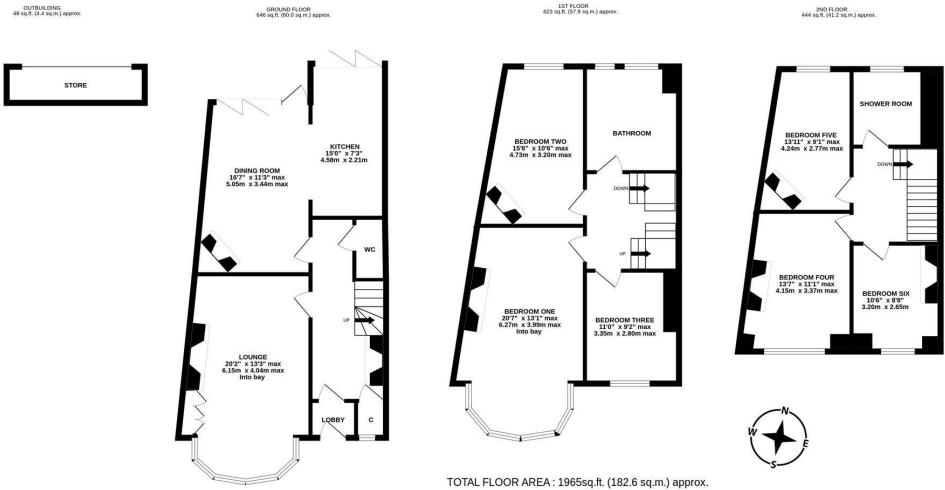 OUTBUILDING
48 sq.ft. (4.4 sq.m.) approx.
STORE
GROUND FLOOR
646 sq.ft. (60.0 sq.m.) approx.
KITCHEN
15'0" x 7'3"
4.58m x 2.21m
DINING ROOM
16'7" x 11'3" max
5.05m x 3.44m max
WC
UP
LOUNGE
20'2" x 13'3" max
6.15m x 4.04m max
Into bay
LOBBY
C
1ST FLOOR
623 sq.ft. (57.9 sq.m.) approx.
BEDROOM TWO
15'6" x 10'6" max
4.73m x 3.20m max
BATHROOM
DOWN
UP
BEDROOM ONE
20'7" x 13'1" max
6.27m x 3.99m max
Into bay
BEDROOM THREE
11'0" x 9'2" max
3.35m x 2.80m max
2ND FLOOR
444 sq.ft. (41.2 sq.m.) approx.
SHOWER ROOM
BEDROOM FIVE
13'11" x 9'1" max
4.24m x 2.77m max
DOWN
BEDROOM FOUR
13'7" x 11'1" max
4.15m x 3.37m max
BEDROOM SIX
10'6" x 8'8"
3.20m x 2.65m
N
W
E
S
TOTAL FLOOR AREA : 1965sq.ft. (182.6 sq.m.) approx.